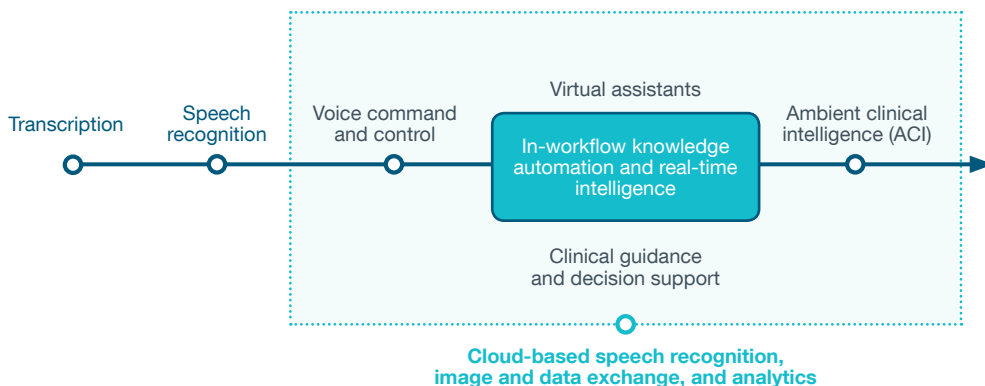 Transcription
Speech
recognition
Voice command
and control
Virtual assistants
In-workflow knowledge
automation and real-time
intelligence
Clinical guidance
and decision support
Ambient clinical
intelligence (ACI)
Cloud-based speech recognition,
image and data exchange, and analytics